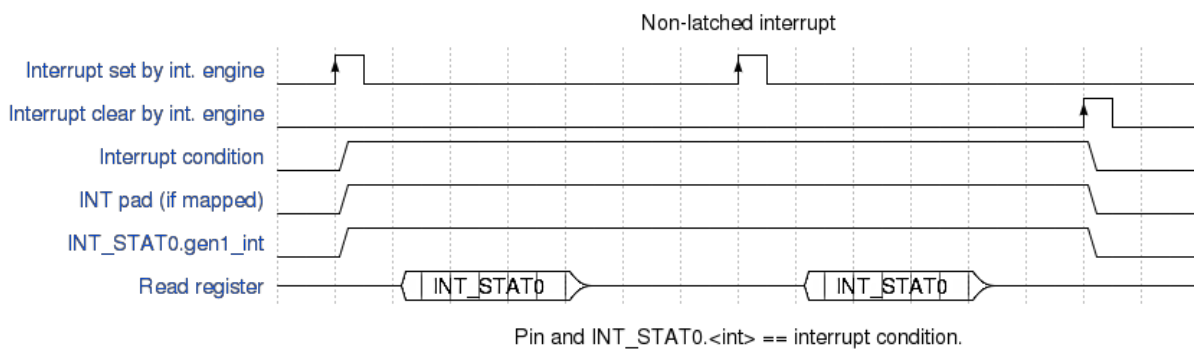 Non-latched interrupt
Interrupt set by int. engine
Interrupt clear by int. engine
Interrupt condition
INT pad (if mapped)
INT_STAT0.gen1_int
Read register
INT_STAT0 INT_STAT0
Pin and INT_STAT0.<int> == interrupt condition.